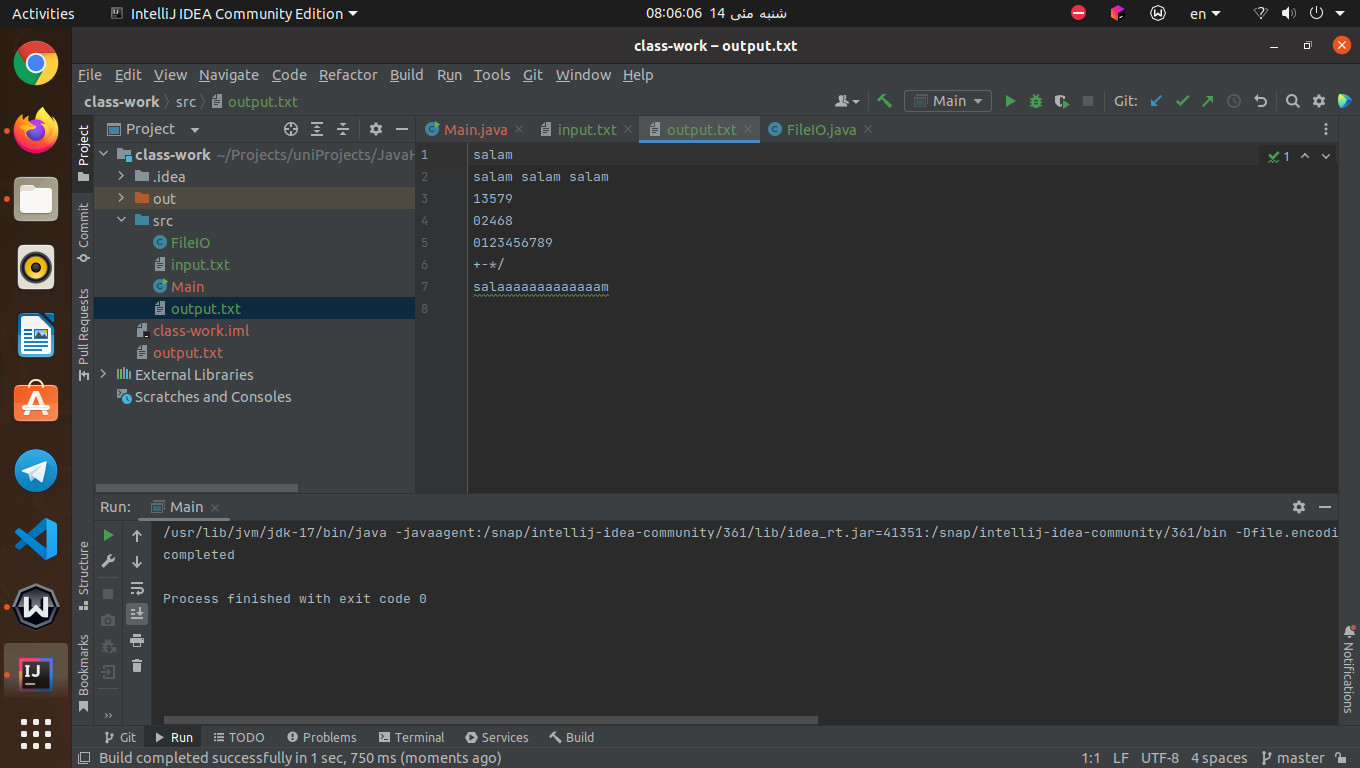 Activities
IntelliJ IDEA Community Edition
شنبه مئی 14 08:06:06
en
class-work – output.txt
File Edit View Navigate Code Refactor Build Run Tools Git Window Help
class-work src output.txt
Main
Git:
Project
Main.java
input.txt
output.txt
FileIO.java
class-work ~/Projects/uniProjects/JavaH
.idea
out
src
FileIO
input.txt
Main
output.txt
class-work.iml
output.txt
External Libraries
Scratches and Consoles
1 salam
2 salam salam salam
3 13579
4 02468
5 0123456789
6 +-*/
7 salaaaaaaaaaaaaam
8
1
Project
Commit
Pull Requests
Structure
Bookmarks
Notifications
Run: Main
/usr/lib/jvm/jdk-17/bin/java -javaagent:/snap/intellij-idea-community/361/lib/idea_rt.jar=41351:/snap/intellij-idea-community/361/bin -Dfile.encodi
completed
Process finished with exit code 0
Git Run TODO Problems Terminal Services Build
Build completed successfully in 1 sec, 750 ms (moments ago)
1:1 LF UTF-8 4 spaces master